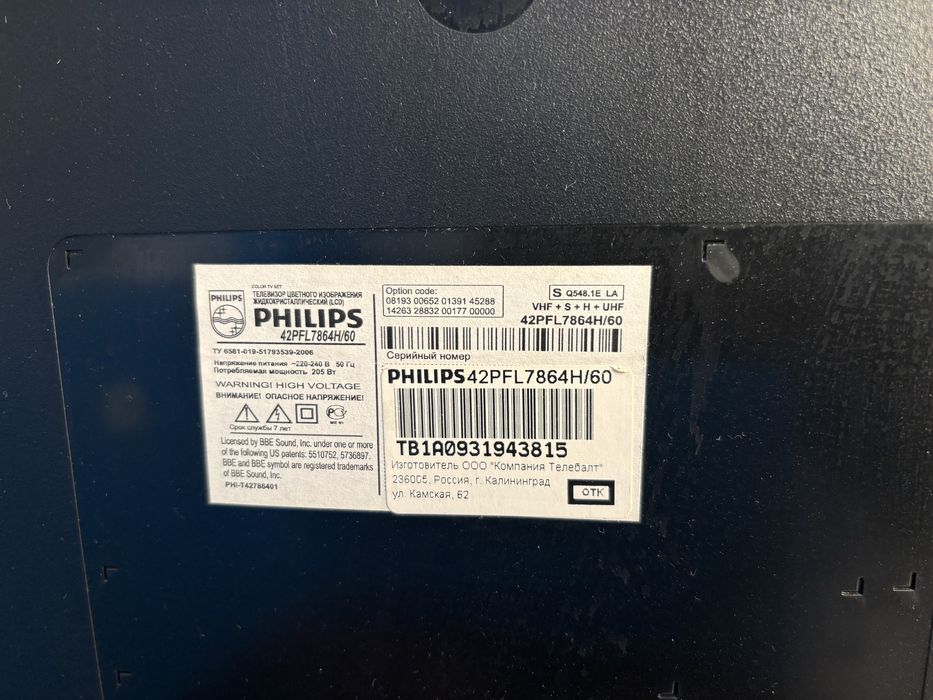 COLOR TV SET
ТЕЛЕВИЗОР ЦВЕТНОГО ИЗОБРАЖЕНИЯ
ЖИДКОКРИСТАЛЛИЧЕСКИЙ (LCD)
PHILIPS
PHILIPS
42PFL7864H/60
ТУ 6581-019-51793539-2006
Напряжение питания ~220-240 В 50 Гц
Потребляемая мощность 205 Вт
WARNING! HIGH VOLTAGE
ВНИМАНИЕ! ОПАСНОЕ НАПРЯЖЕНИЕ!
Срок службы 7 лет
Licensed by BBE Sound, Inc. under one or more
of the following US patents: 5510752, 5736897.
BBE and BBE symbol are registered trademarks
of BBE Sound, Inc.
PHI-T42786401
Option code:
08193 00652 01391 45288
14263 28832 00177 00000
S Q548.1E LA
VHF + S + H + UHF
42PFL7864H/60
Серийный номер
PHILIPS 42PFL7864H/60
TB1A0931943815
Изготовитель ООО "Компания Телебалт"
236005, Россия, г. Калининград
ул. Камская, 62
ОТК